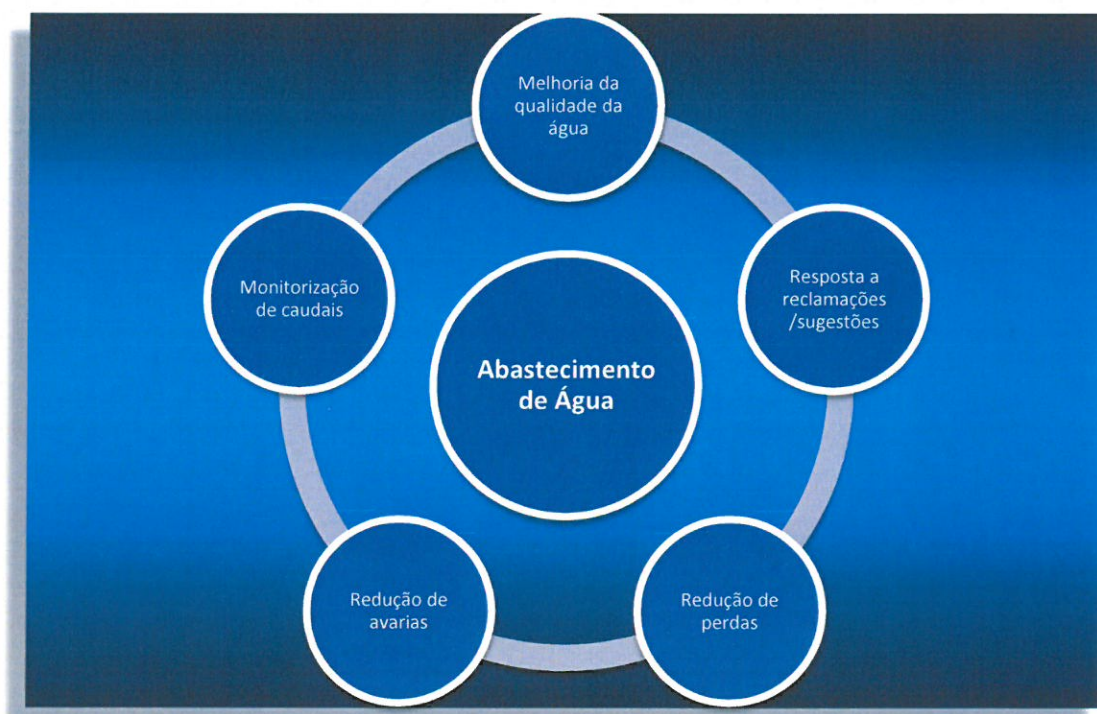 Melhoria da
qualidade da
água
Resposta a
reclamações
/sugestões
Redução de
perdas
Redução de
avarias
Monitorização
de caudais
Abastecimento
de Água